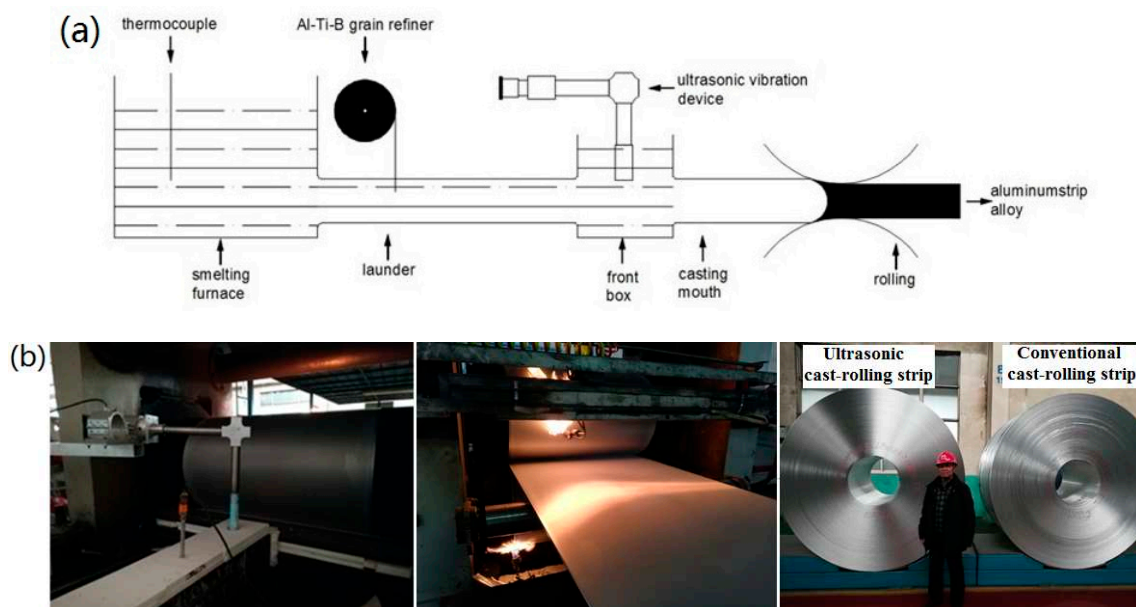 (a)
thermocouple
Al-Ti-B grain refiner
ultrasonic vibration
device
aluminumstrip
alloy
smelting
furnace
launder
front
box
casting
mouth
rolling
(b)
Ultrasonic
cast-rolling strip
Conventional
cast-rolling strip